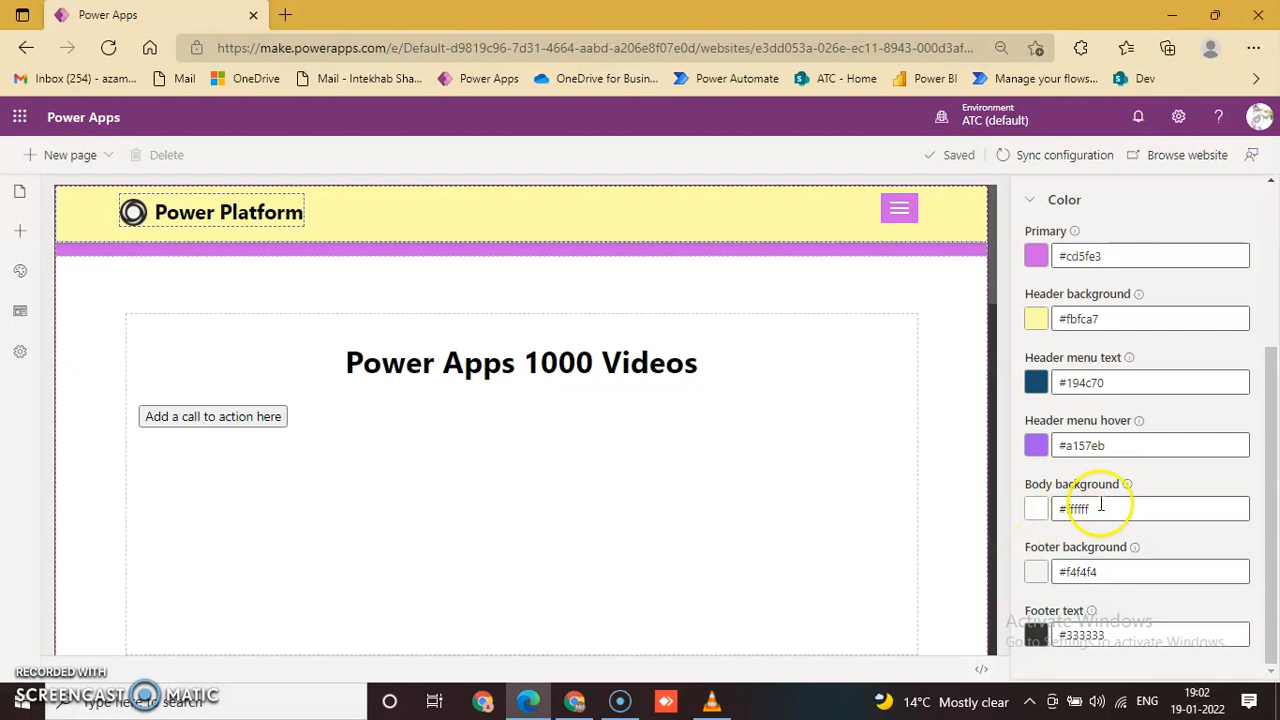 Power Apps
https://make.powerapps.com/e/Default-d9819c96-7d31-4664-aabd-a206e8f07e0d/websites/e3dd053a-026e-ec11-8943-000d3af...
Inbox (254) - azam... Mail OneDrive Mail - Intekhab Sha... Power Apps OneDrive for Busin... Power Automate ATC - Home Power BI Manage your flows... Dev
Power Apps
Environment
ATC (default)
New page Delete Saved Sync configuration Browse website
Power Platform
Power Apps 1000 Videos
Add a call to action here
Color
Primary
#cd5fe3
Header background
#fbfca7
Header menu text
#194c70
Header menu hover
#a157eb
Body background
#ffffff
Footer background
#f4f4f4
Footer text
#333333
Activate Windows
Go to Settings to activate Windows.
RECORDED WITH
SCREENCAST MATIC
Type here to search
14°C Mostly clear
ENG
19:02
19-01-2022